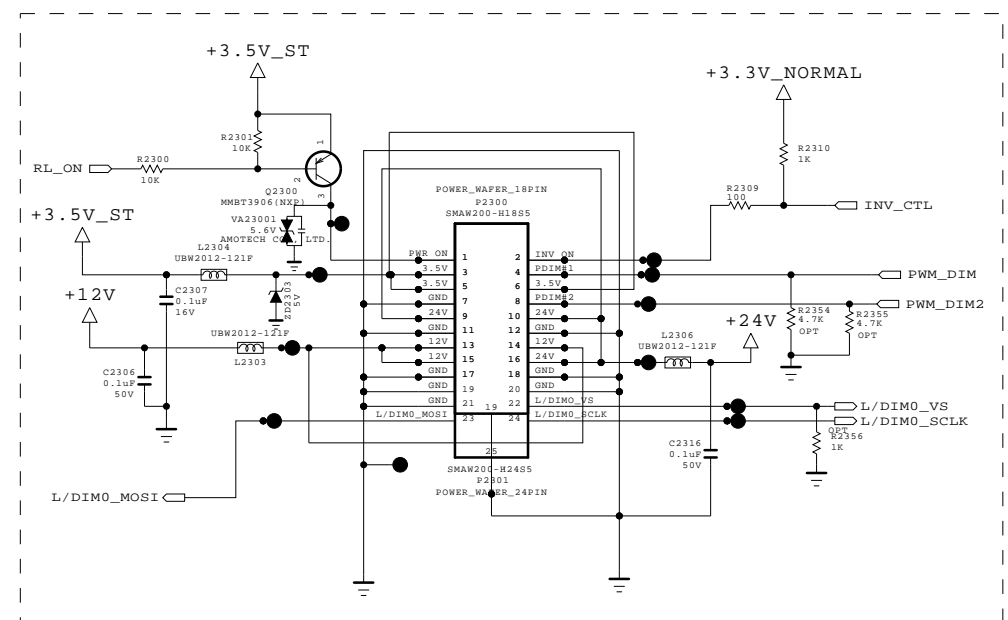 +3.5V_ST
+3.3V_NORMAL
R2301
10K
1
R2310
1K
RL_ON
R2300
10K
2
3
Q2300
MMBT3906(NXP)
POWER_WAFER_18PIN
P2300
SMAW200-H18S5
R2309
100
INV_CTL
+3.5V_ST
VA23001
5.6V
AMOTECH CO., LTD.
L2304
UBW2012-121F
PWR ON 1 2 INV_ON
3.5V 3 4 PDIM#1
PWM_DIM
3.5V 5 6 3.5V
C2307
0.1uF
16V
ZD2303
5V
+12V
GND 7 8 PDIM#2
PWM_DIM2
24V 9 10 24V
R2354
4.7K
OPT
R2355
4.7K
OPT
+24V
GND 11 12 GND
UBW2012-121F
L2303
12V 13 14 12V
L2306
UBW2012-121F
12V 15 16 24V
C2306
0.1uF
50V
GND 17 18 GND
GND 19 20 GND
GND 21 19 22 L/DIM0_VS
L/DIM0_VS
L/DIM0_MOSI 23 24 L/DIM0_SCLK
L/DIM0_SCLK
OPT
R2356
1K
C2316
0.1uF
50V
25
SMAW200-H24S5
P2301
POWER_WAFER_24PIN
L/DIM0_MOSI